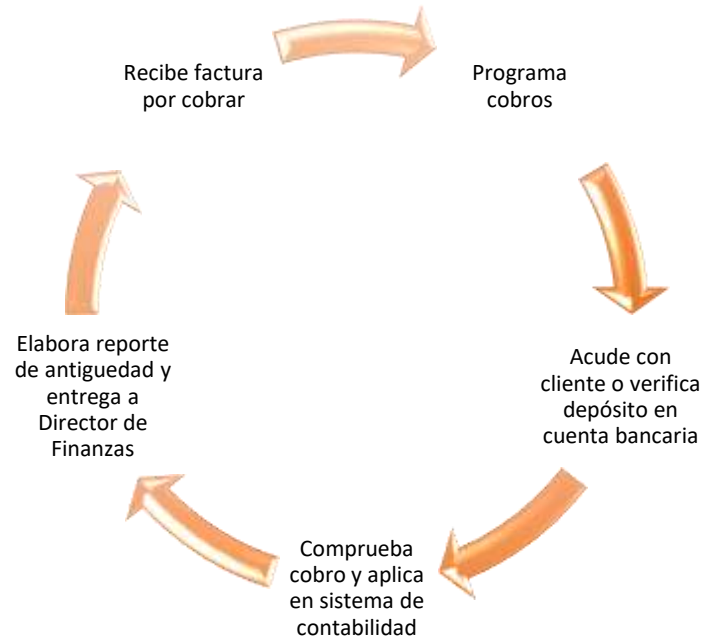 Recibe factura
por cobrar
Programa
cobros
Acude con
cliente o verifica
depósito en
cuenta bancaria
Comprueba
cobro y aplica
en sistema de
contabilidad
Elabora reporte
de antiguedad y
entrega a
Director de
Finanzas